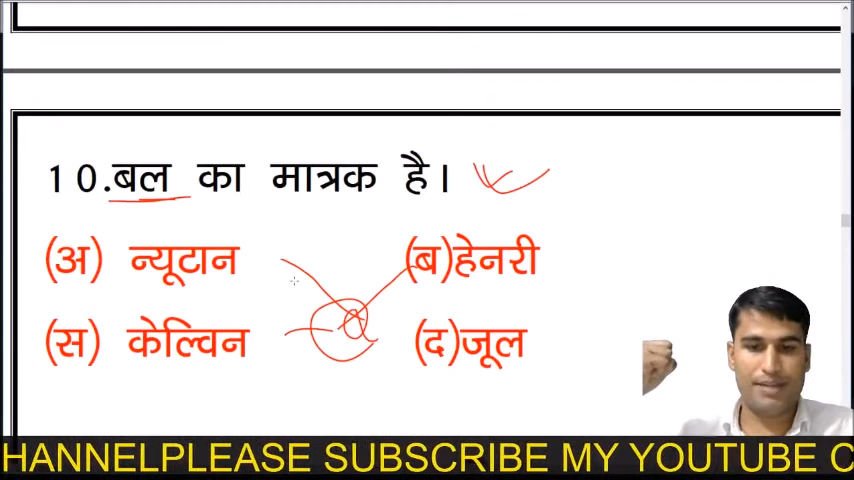 10.बल का मात्रक है।
(अ) न्यूटान (ब)हेनरी
(स) केल्विन (द)जूल
HANNELPLEASE SUBSCRIBE MY YOUTUBE C